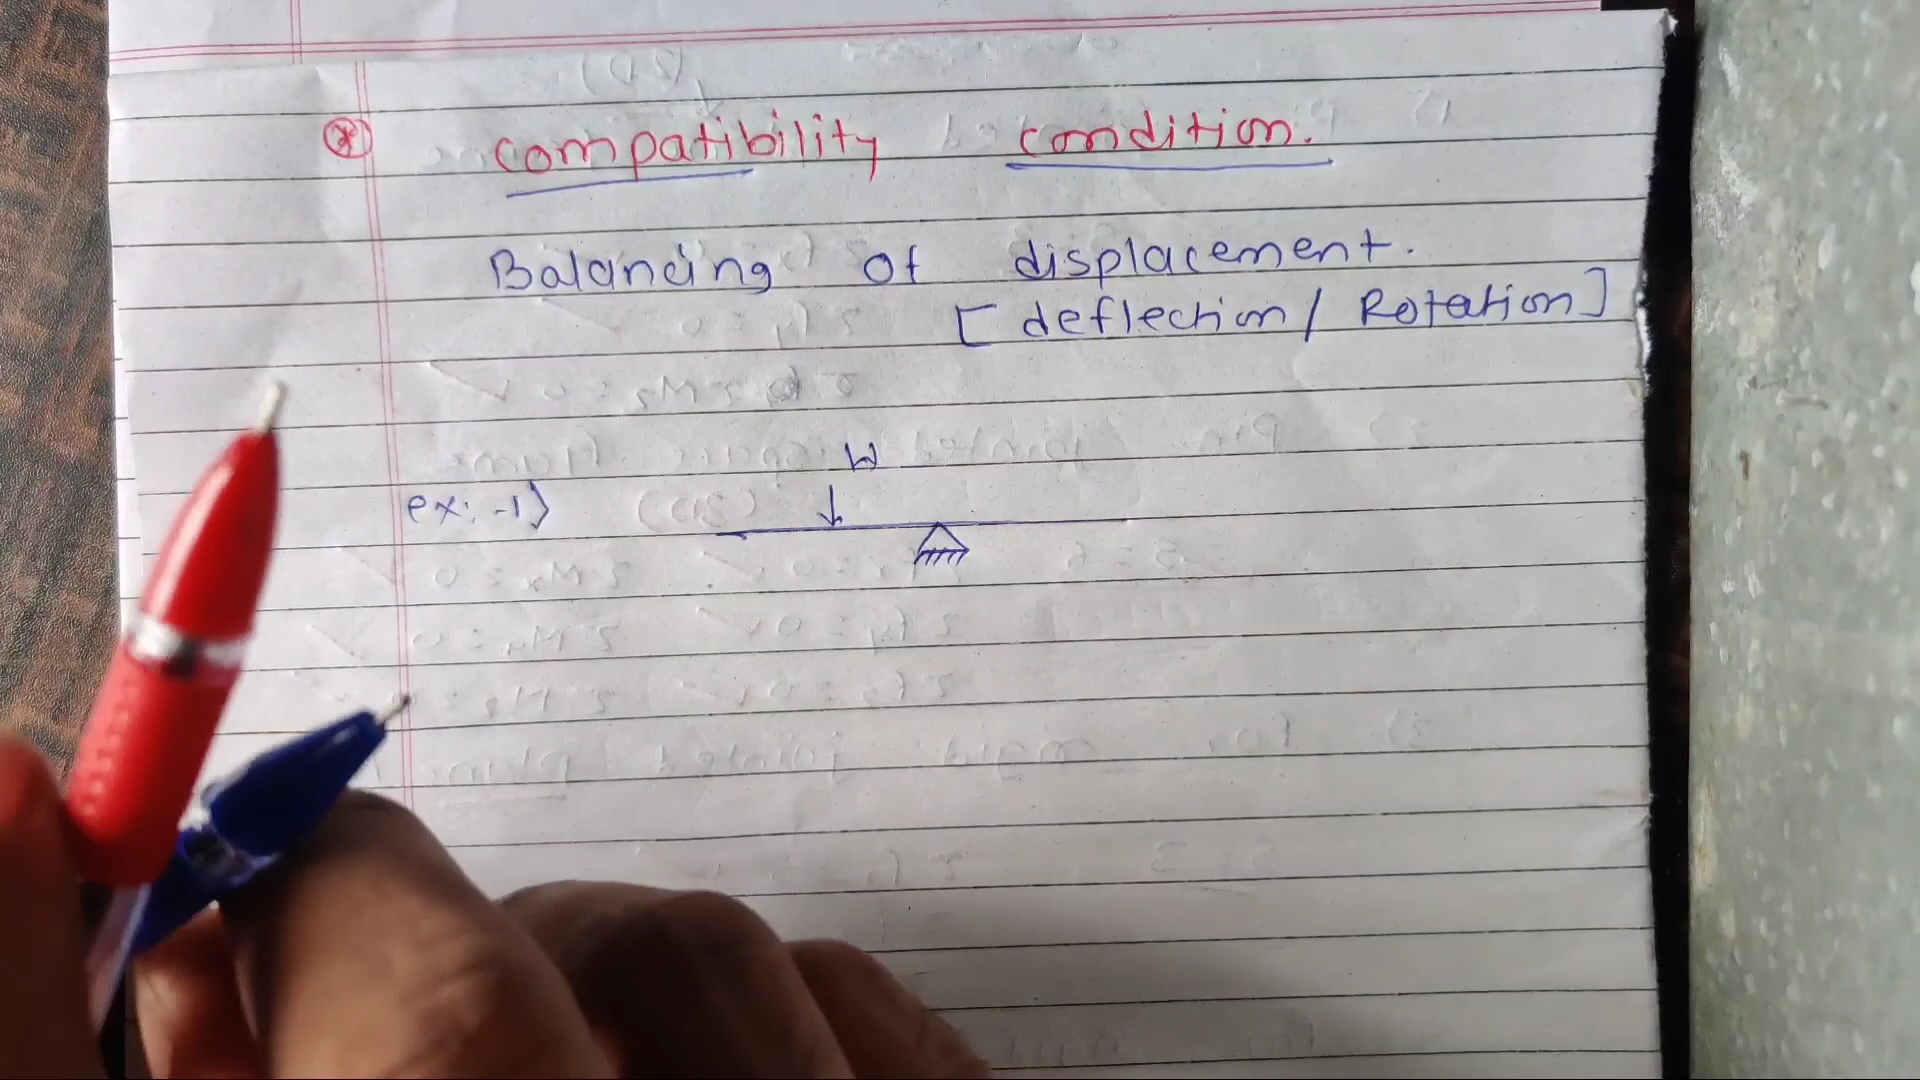 * compatibility condition.
Balancing of displacement.
[deflection / Rotation]
W
ex:-1)